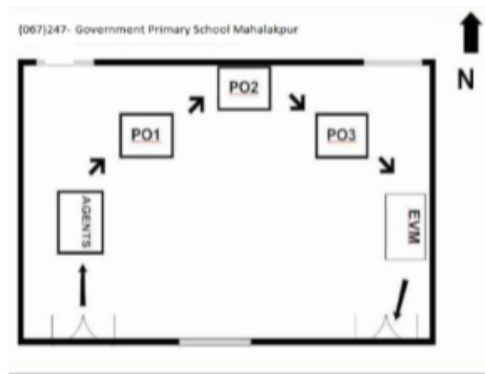 (067)247- Government Primary School Mahalakpur
N
PO2
PO1
PO3
AGENTS
EVM